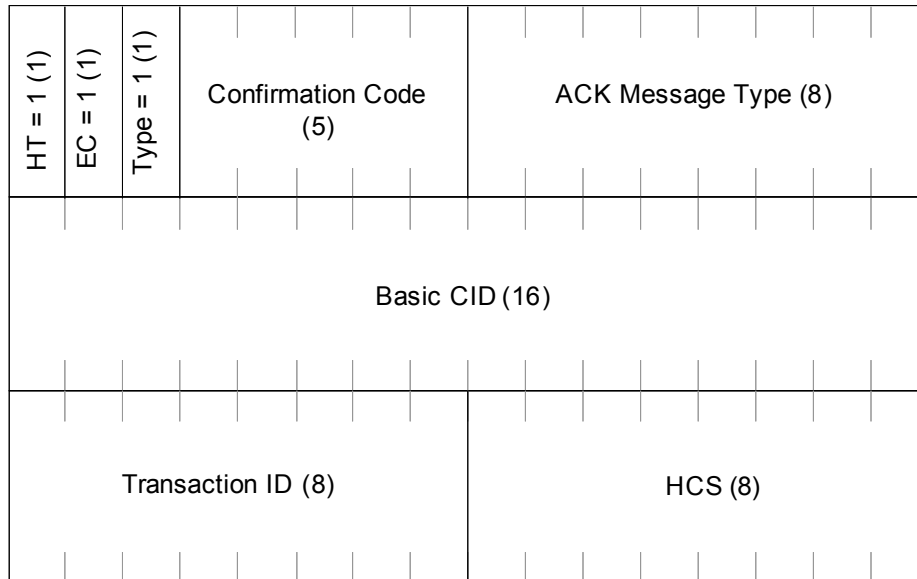 HT = 1 (1)
EC = 1 (1)
Type = 1 (1)
Confirmation Code
(5)
ACK Message Type (8)
Basic CID (16)
Transaction ID (8)
HCS (8)